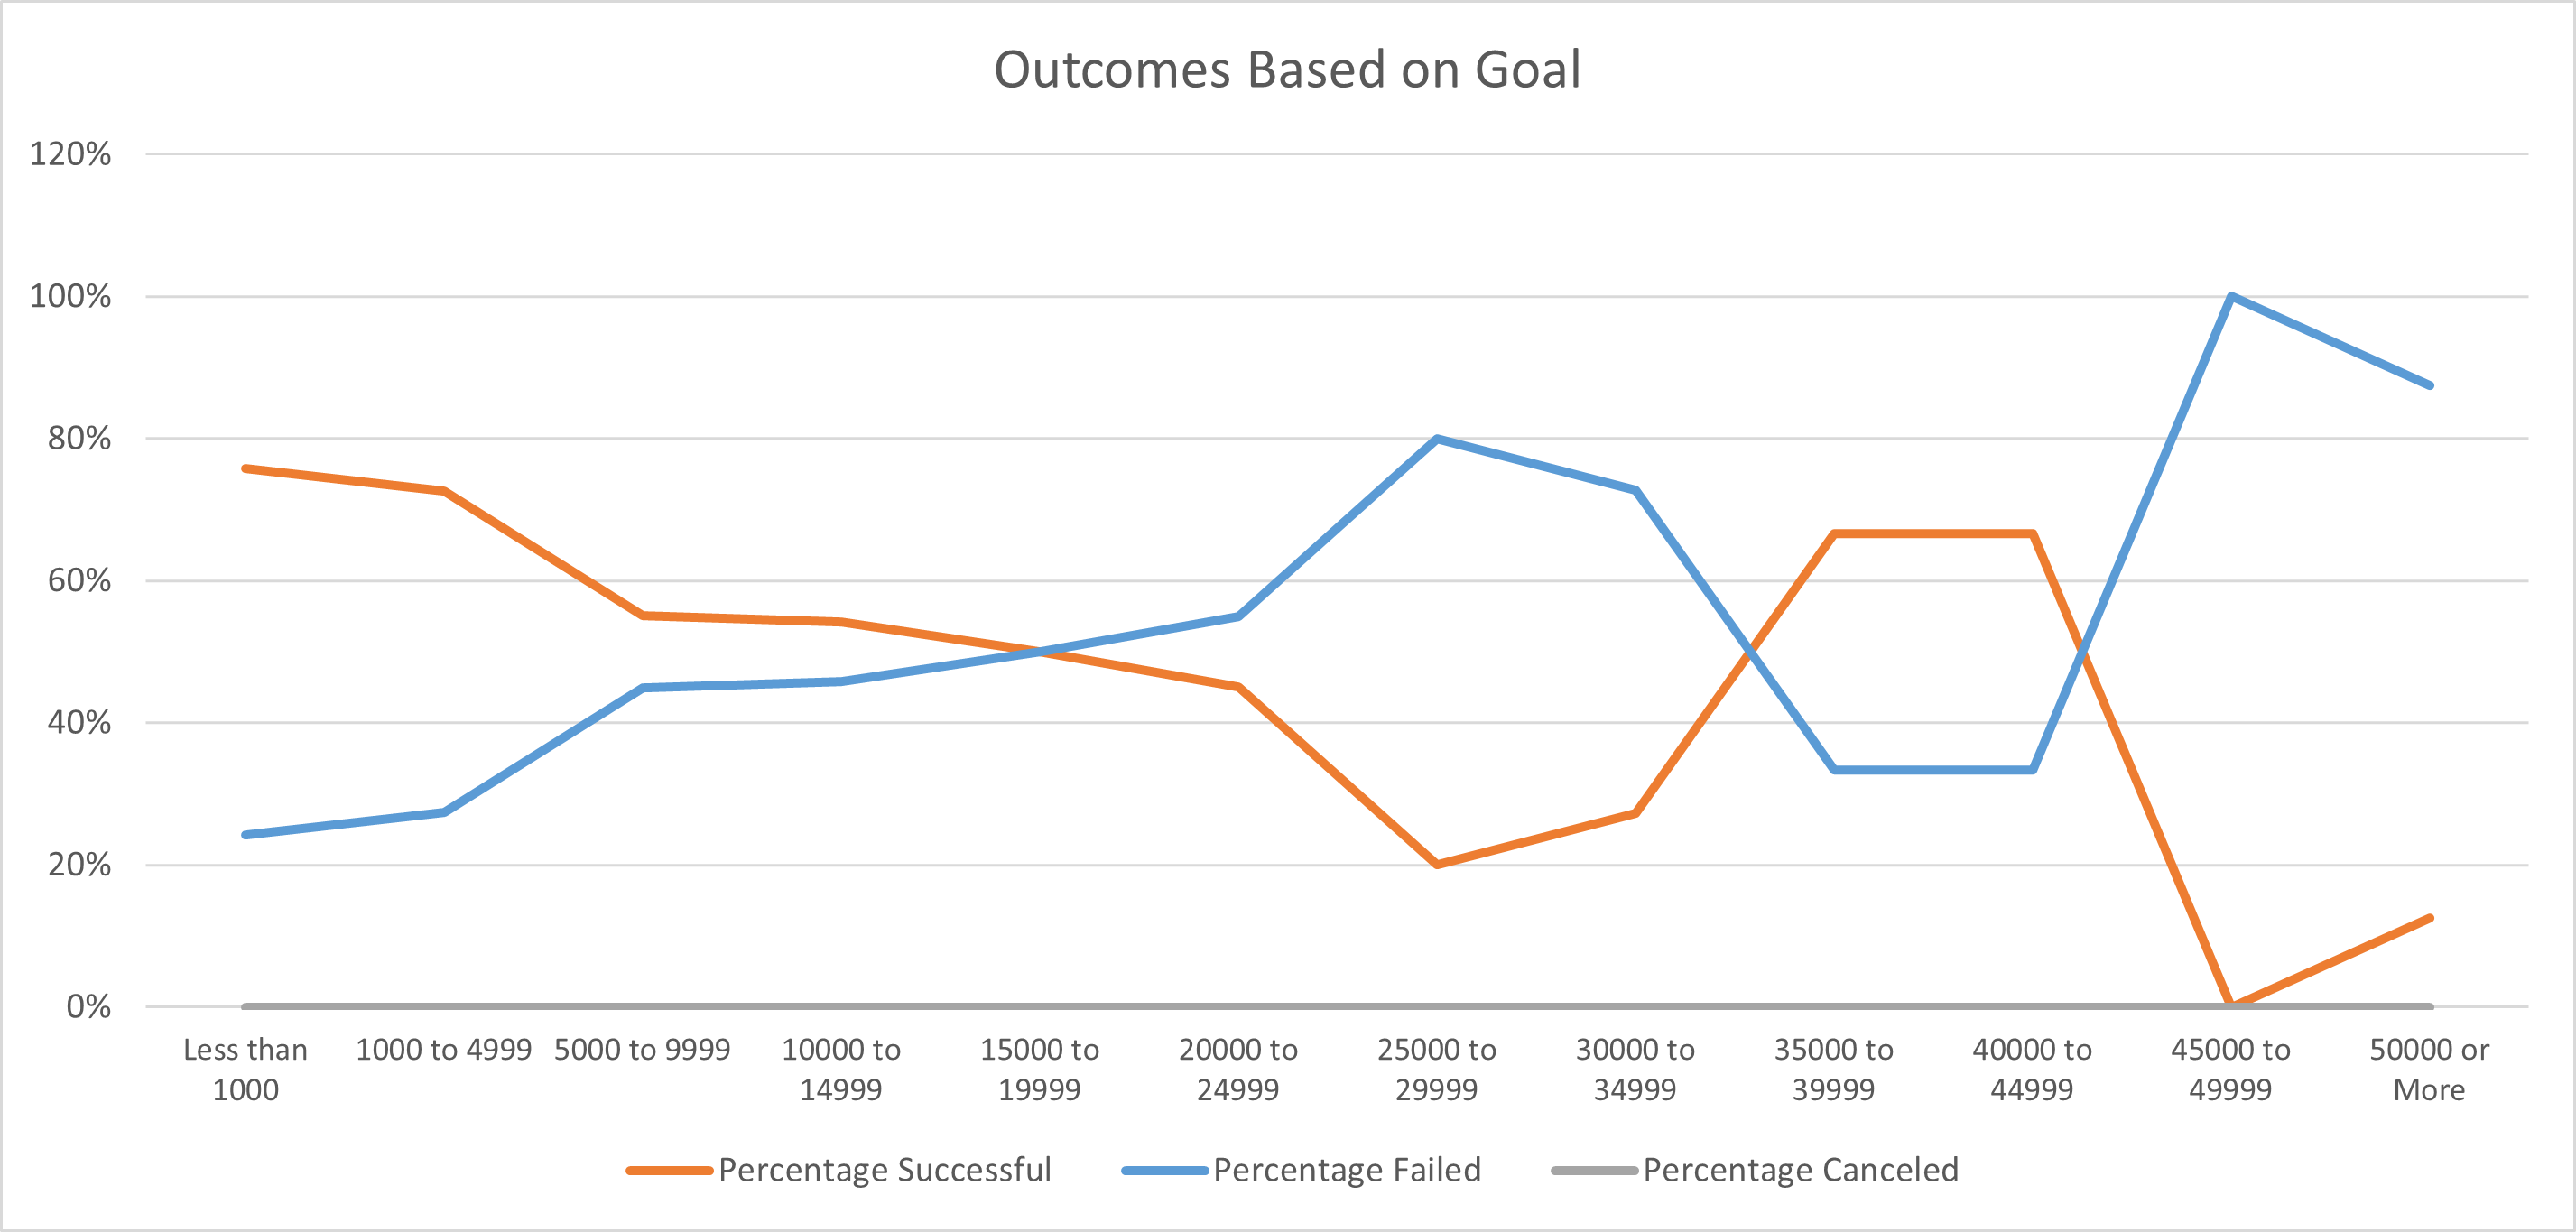 Outcomes Based on Goal
120%
100%
80%
60%
40%
20%
0%
Less than
1000
1000 to 4999
5000 to 9999
10000 to
14999
15000 to
19999
20000 to
24999
25000 to
29999
30000 to
34999
35000 to
39999
40000 to
44999
45000 to
49999
50000 or
More
Percentage Successful
Percentage Failed
Percentage Canceled